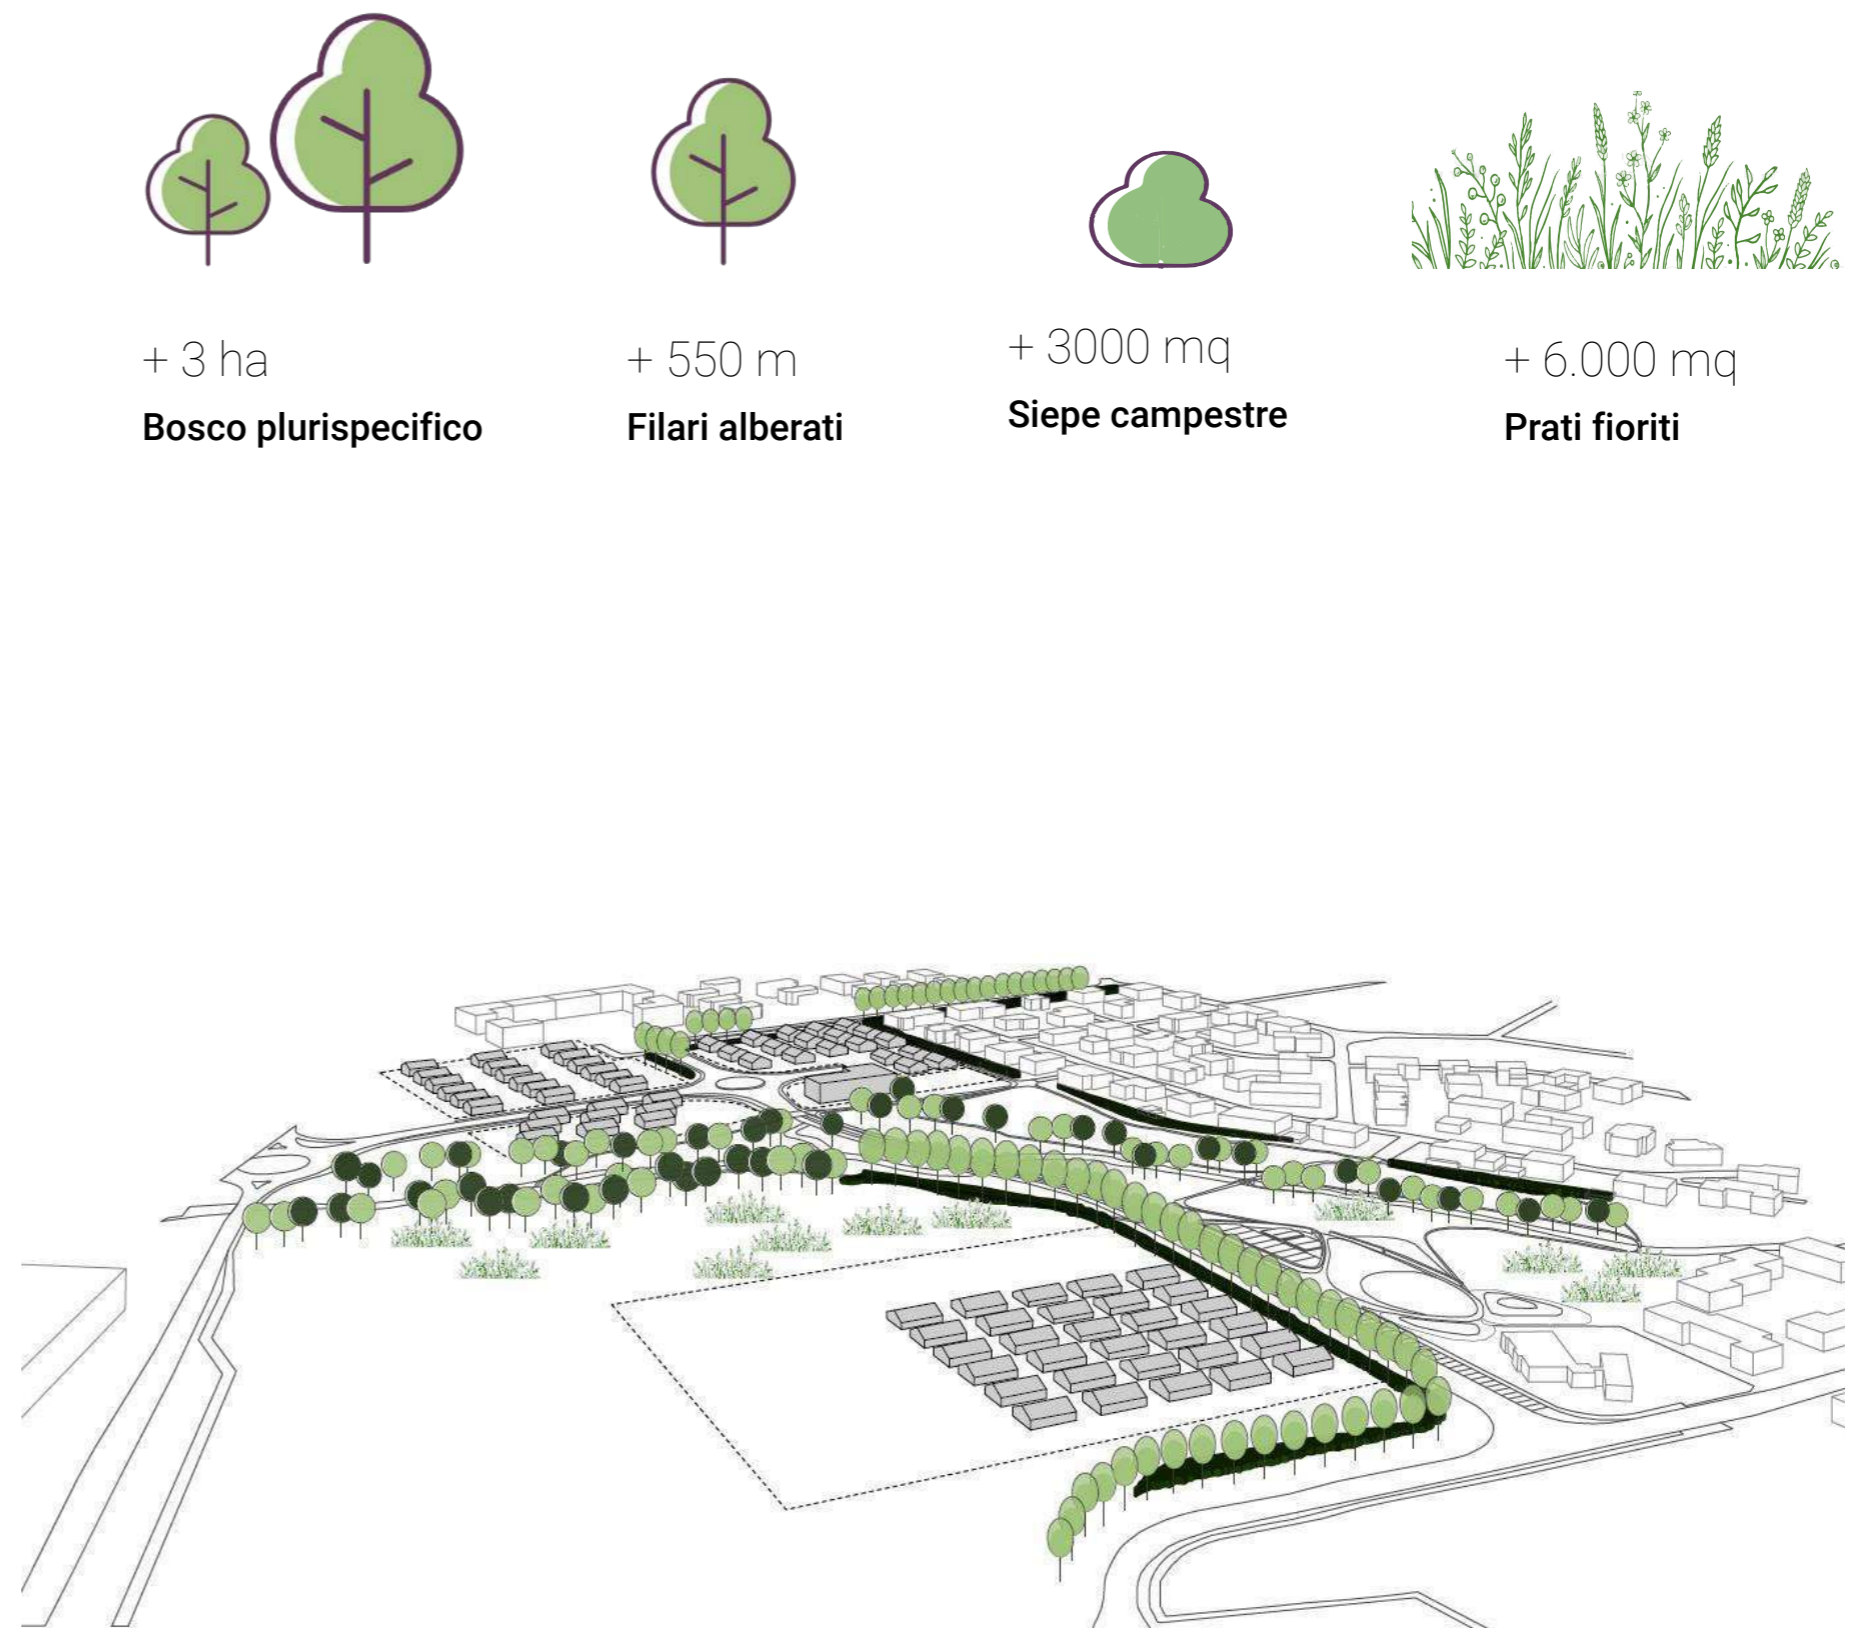 + 3 ha
Bosco plurispecifico
+ 550 m
Filari alberati
+ 3000 mq
Siepe campestre
+ 6.000 mq
Prati fioriti